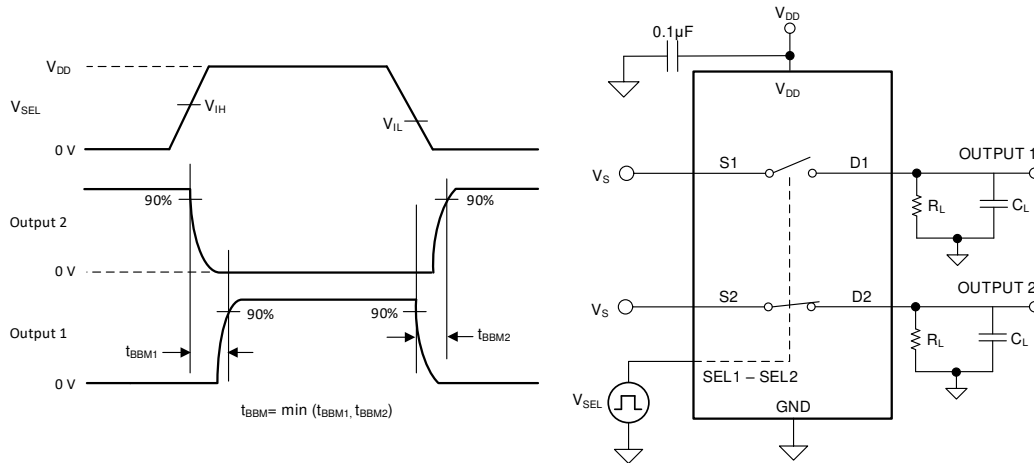 V_DD
V_SEL
V_IH
V_IL
0 V
90%
90%
Output 2
0 V
90%
90%
Output 1
t_BBM1
t_BBM2
0 V
t_BBM= min (t_BBM1, t_BBM2)
V_DD
0.1µF
V_DD
OUTPUT 1
V_S
S1
D1
R_L
C_L
OUTPUT 2
V_S
S2
D2
R_L
C_L
SEL1 – SEL2
V_SEL
GND